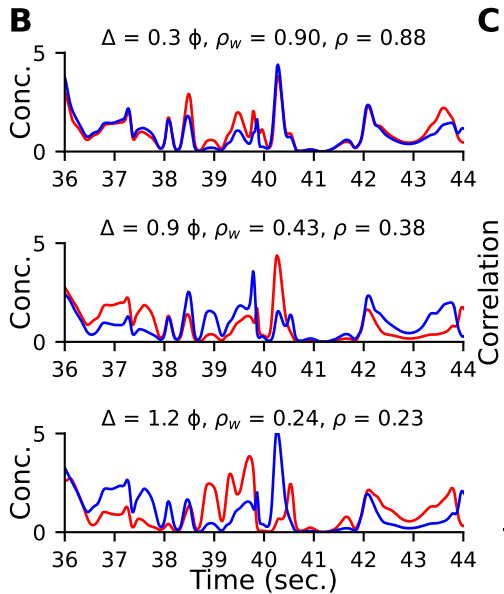 B
C
Δ = 0.3 ϕ, ρw = 0.90, ρ = 0.88
Conc.
5
0
36 37 38 39 40 41 42 43 44
Δ = 0.9 ϕ, ρw = 0.43, ρ = 0.38
Conc.
5
0
36 37 38 39 40 41 42 43 44
Correlation
Δ = 1.2 ϕ, ρw = 0.24, ρ = 0.23
Conc.
5
0
36 37 38 39 40 41 42 43 44
Time (sec.)